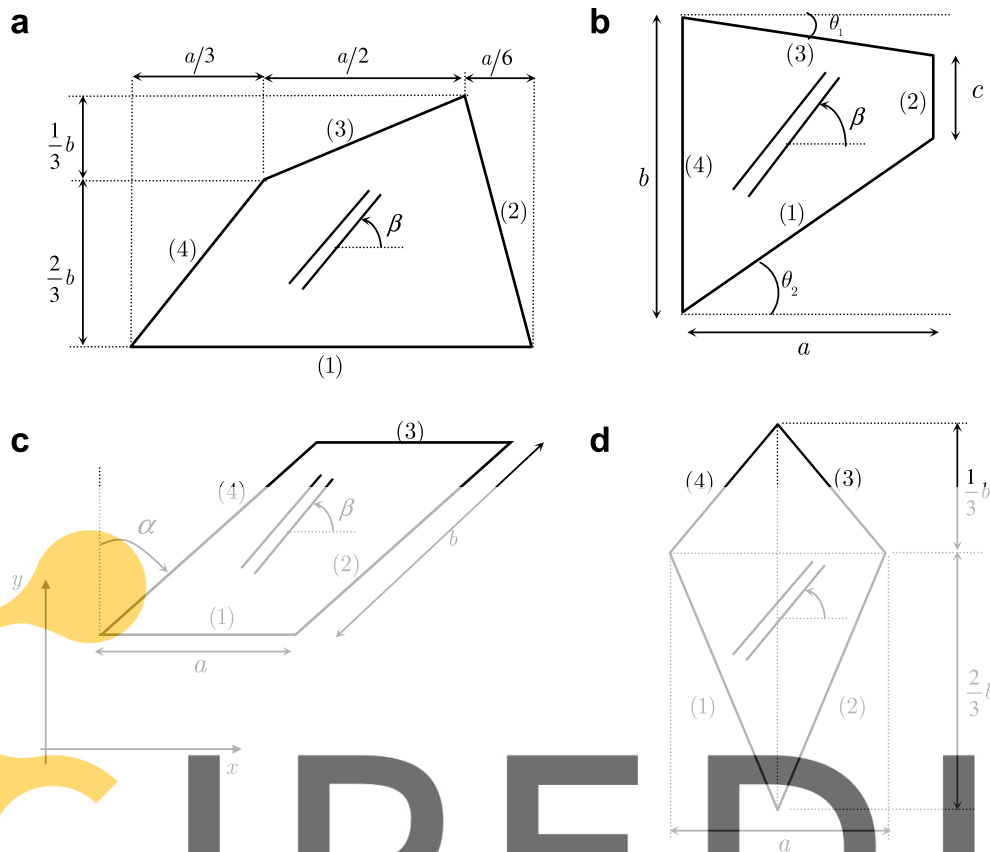 a
a/3
a/2
a/6
1/3 b
2/3 b
(3)
(2)
(4)
β
(1)
b
θ₁
(3)
(2)
c
β
b
(4)
(1)
θ₂
a
c
(3)
(4)
α
β
b
(2)
y
(1)
a
x
d
(4)
(3)
1/3 b
(1)
(2)
2/3 b
a